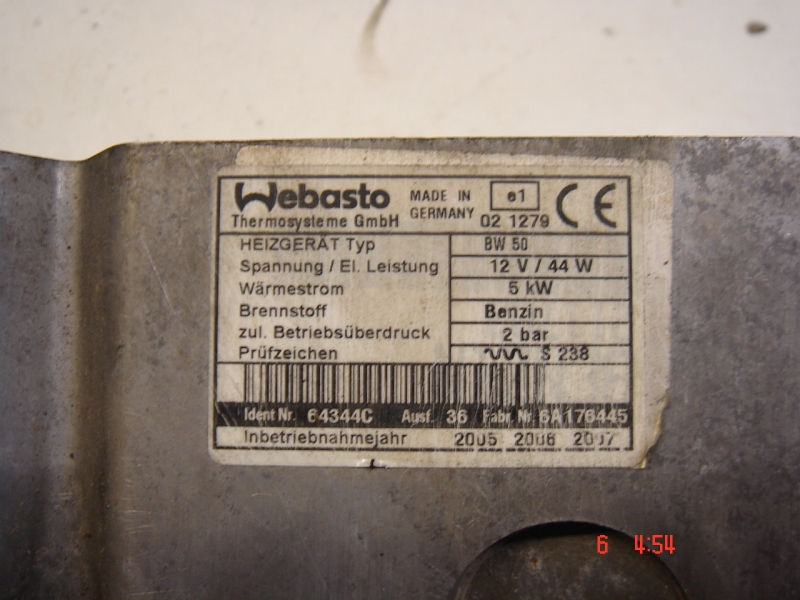 Webasto MADE IN GERMANY e1 CE
Thermosysteme GmbH 02 1279
HEIZGERÄT Typ BW 50
Spannung / El. Leistung 12 V / 44 W
Wärmestrom 5 kW
Brennstoff Benzin
zul. Betriebsüberdruck 2 bar
Prüfzeichen S 238
Ident Nr. 64344C Ausf. 36 Fabr. Nr. 6A176445
Inbetriebnahmejahr 2005 2006 2007
6 4:54